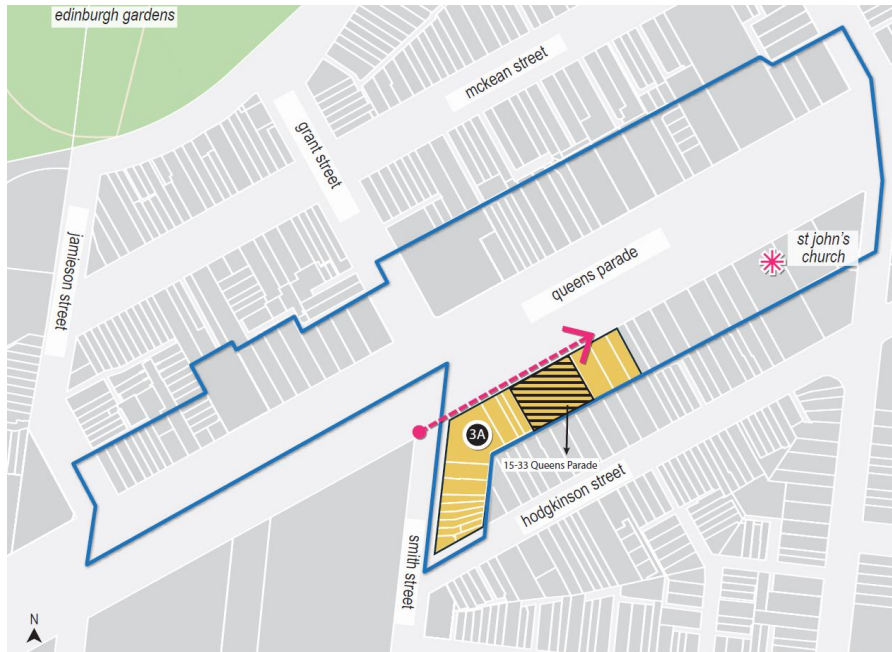 edinburgh gardens
mckean street
grant street
jamieson street
queens parade
st john's
church
3A
15-33 Queens Parade
hodgkinson street
smith street
N